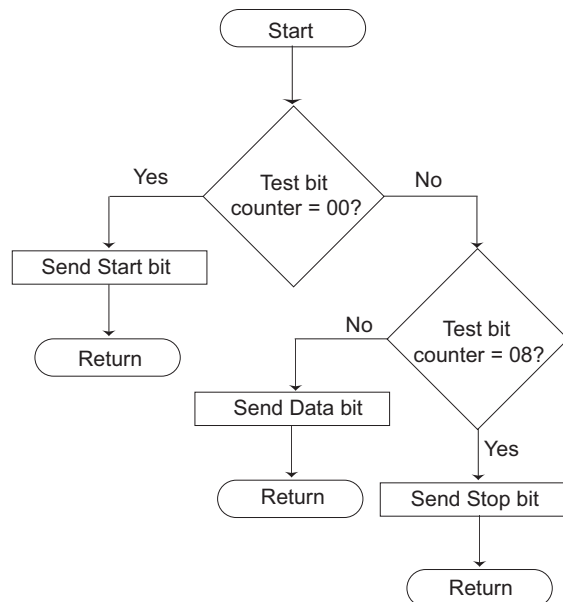 Start
Yes
Test bit
counter = 00?
No
Send Start bit
Return
No
Test bit
counter = 08?
Send Data bit
Yes
Return
Send Stop bit
Return